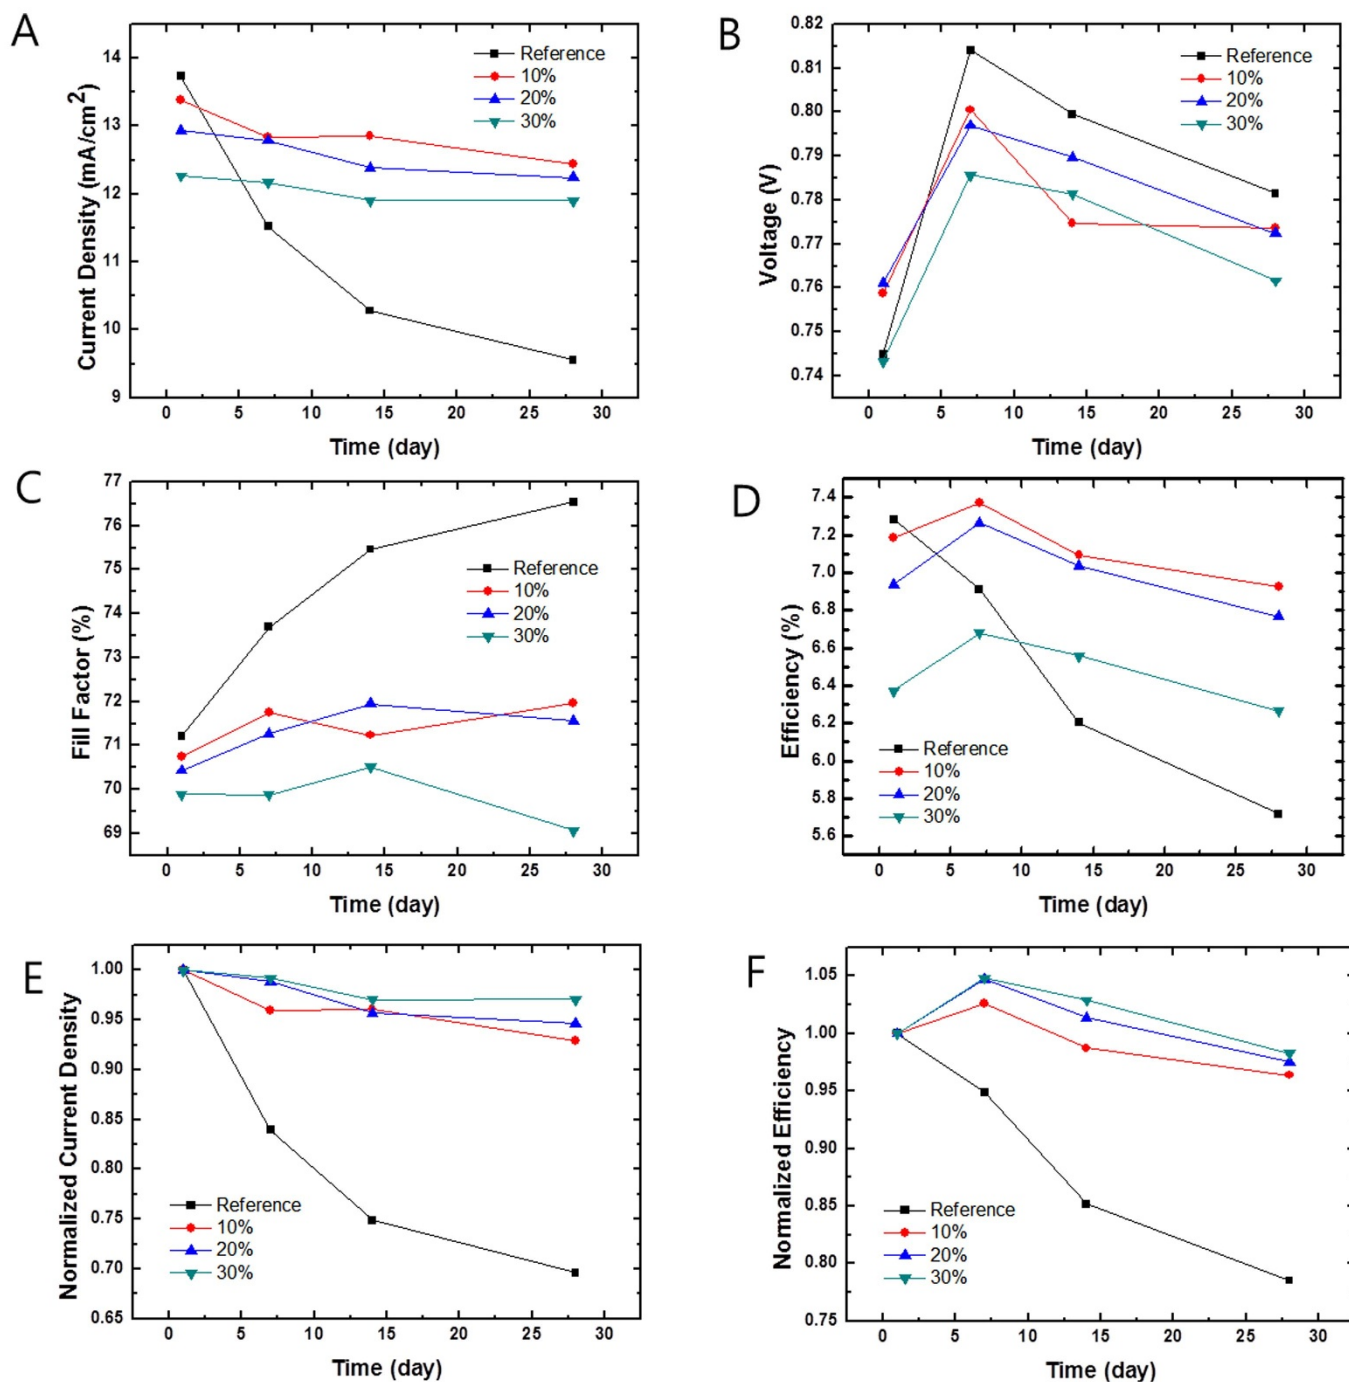 A
Current Density (mA/cm2)
14
13
12
11
10
9
0 5 10 15 20 25 30
Time (day)
Reference
10%
20%
30%
B
Voltage (V)
0.82
0.81
0.80
0.79
0.78
0.77
0.76
0.75
0.74
0 5 10 15 20 25 30
Time (day)
Reference
10%
20%
30%
C
Fill Factor (%)
77
76
75
74
73
72
71
70
69
0 5 10 15 20 25 30
Time (day)
Reference
10%
20%
30%
D
Efficiency (%)
7.4
7.2
7.0
6.8
6.6
6.4
6.2
6.0
5.8
5.6
0 5 10 15 20 25 30
Time (day)
Reference
10%
20%
30%
E
Normalized Current Density
1.00
0.95
0.90
0.85
0.80
0.75
0.70
0.65
0 5 10 15 20 25 30
Time (day)
Reference
10%
20%
30%
F
Normalized Efficiency
1.05
1.00
0.95
0.90
0.85
0.80
0.75
0 5 10 15 20 25 30
Time (day)
Reference
10%
20%
30%